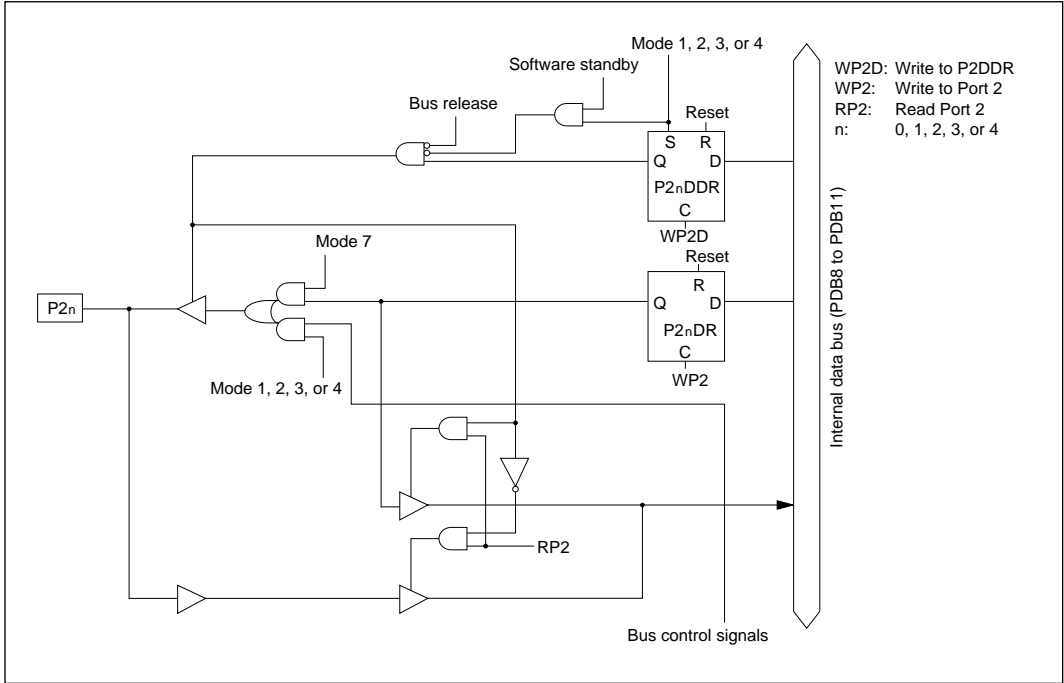 Mode 1, 2, 3, or 4
Software standby
Bus release
Reset
S R
Q D
P2nDDR
C
WP2D
WP2D: Write to P2DDR
WP2: Write to Port 2
RP2: Read Port 2
n: 0, 1, 2, 3, or 4
Mode 7
Reset
R
Q D
P2nDR
C
WP2
P2n
Mode 1, 2, 3, or 4
RP2
Bus control signals
Internal data bus (PDB8 to PDB11)